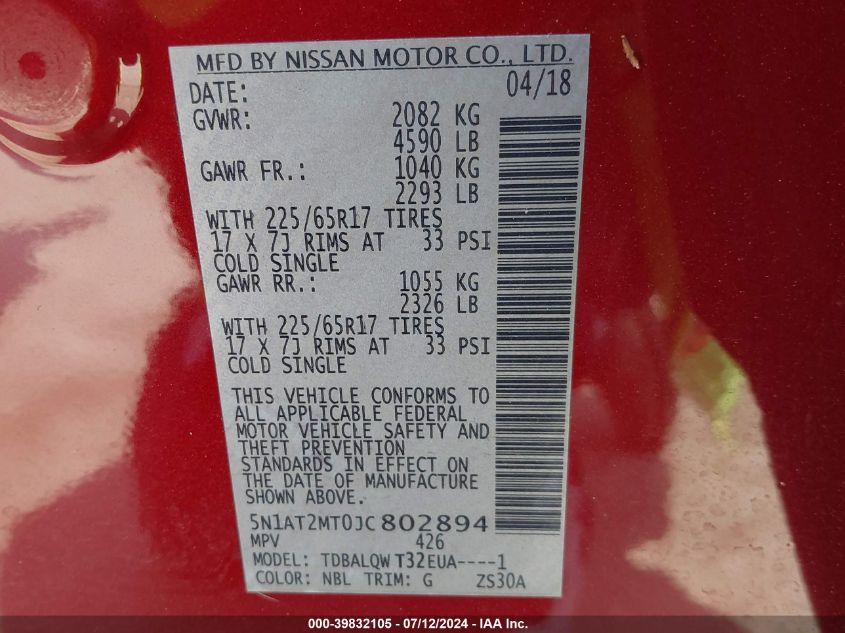 MFD BY NISSAN MOTOR CO., LTD.
DATE: 04/18
GVWR: 2082 KG
4590 LB
GAWR FR.: 1040 KG
2293 LB
WITH 225/65R17 TIRES
17 X 7J RIMS AT 33 PSI
COLD SINGLE
GAWR RR.: 1055 KG
2326 LB
WITH 225/65R17 TIRES
17 X 7J RIMS AT 33 PSI
COLD SINGLE
THIS VEHICLE CONFORMS TO
ALL APPLICABLE FEDERAL
MOTOR VEHICLE SAFETY AND
THEFT PREVENTION
STANDARDS IN EFFECT ON
THE DATE OF MANUFACTURE
SHOWN ABOVE.
5N1AT2MT0JC802894
MPV 426
MODEL: TDBALQW T32EUA----1
COLOR: NBL TRIM: G ZS30A
000-39832105 - 07/12/2024 - IAA Inc.